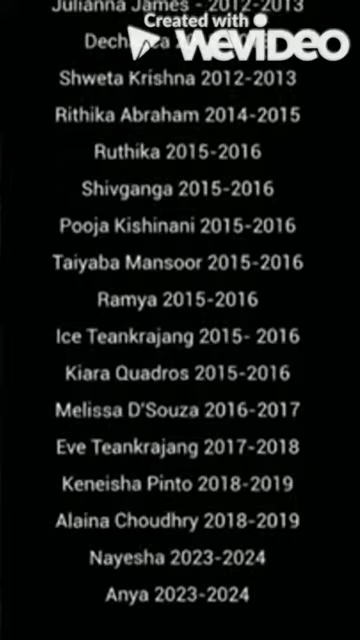 Julianna James - 2012-2013
Created with
WEVIDEO
Shweta Krishna 2012-2013
Rithika Abraham 2014-2015
Ruthika 2015-2016
Shivganga 2015-2016
Pooja Kishinani 2015-2016
Taiyaba Mansoor 2015-2016
Ramya 2015-2016
Ice Teankrajang 2015- 2016
Kiara Quadros 2015-2016
Melissa D'Souza 2016-2017
Eve Teankrajang 2017-2018
Keneisha Pinto 2018-2019
Alaina Choudhry 2018-2019
Nayesha 2023-2024
Anya 2023-2024